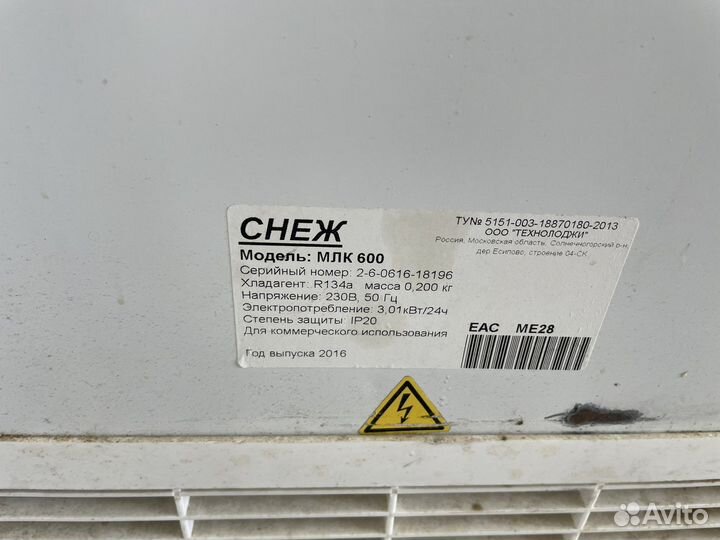 СНЕЖ
Модель: МЛК 600
Серийный номер: 2-6-0616-18196
Хладагент: R134a масса 0,200 кг
Напряжение: 230В, 50 Гц
Электропотребление: 3,01кВт/24ч
Степень защиты: IP20
Для коммерческого использования
Год выпуска 2016
ТУ№ 5151-003-18870180-2013
ООО "ТЕХНОЛОДЖИ"
Россия, Московская область, Солнечногорский р-н,
дер Есипово, строение 04-СК
EAC ME28
Avito